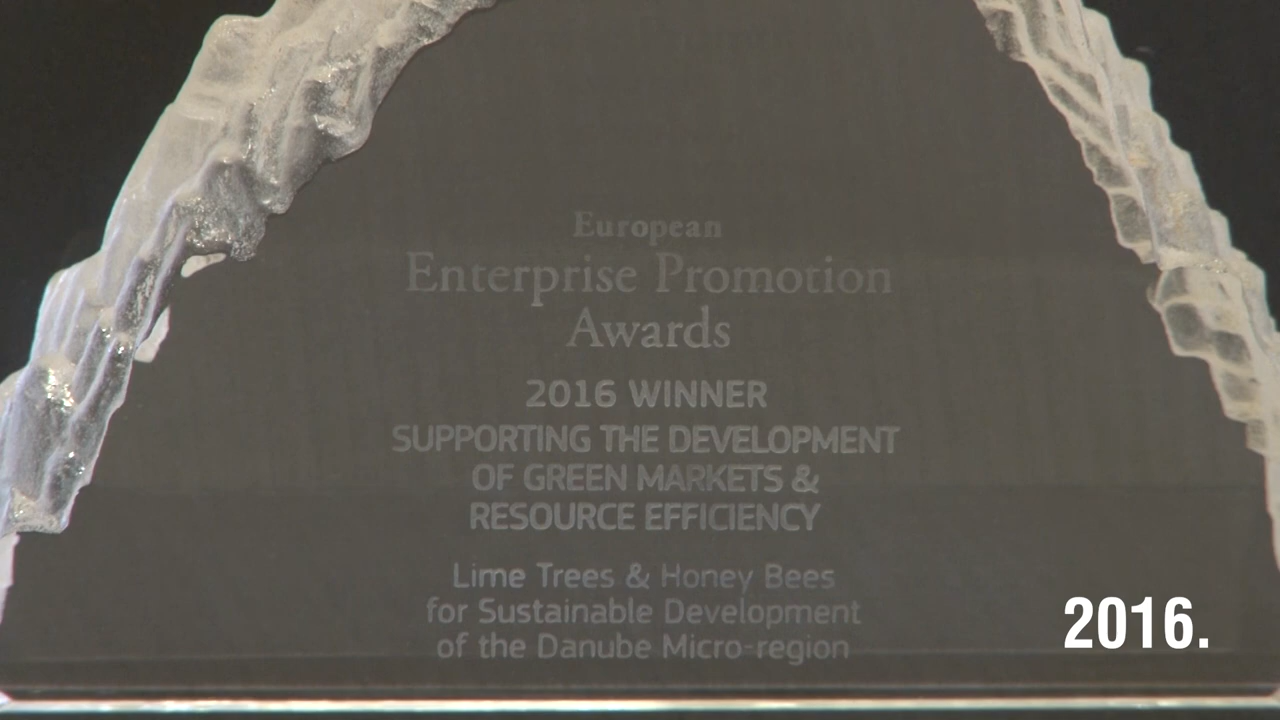 European
Enterprise Promotion
Awards
2016 WINNER
SUPPORTING THE DEVELOPMENT
OF GREEN MARKETS &
RESOURCE EFFICIENCY
Lime Trees & Honey Bees
for Sustainable Development
of the Danube Micro-region
2016.